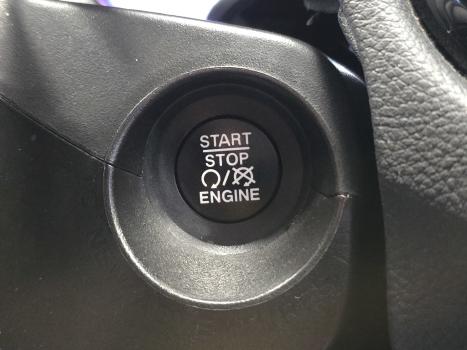 START
STOP
/
ENGINE